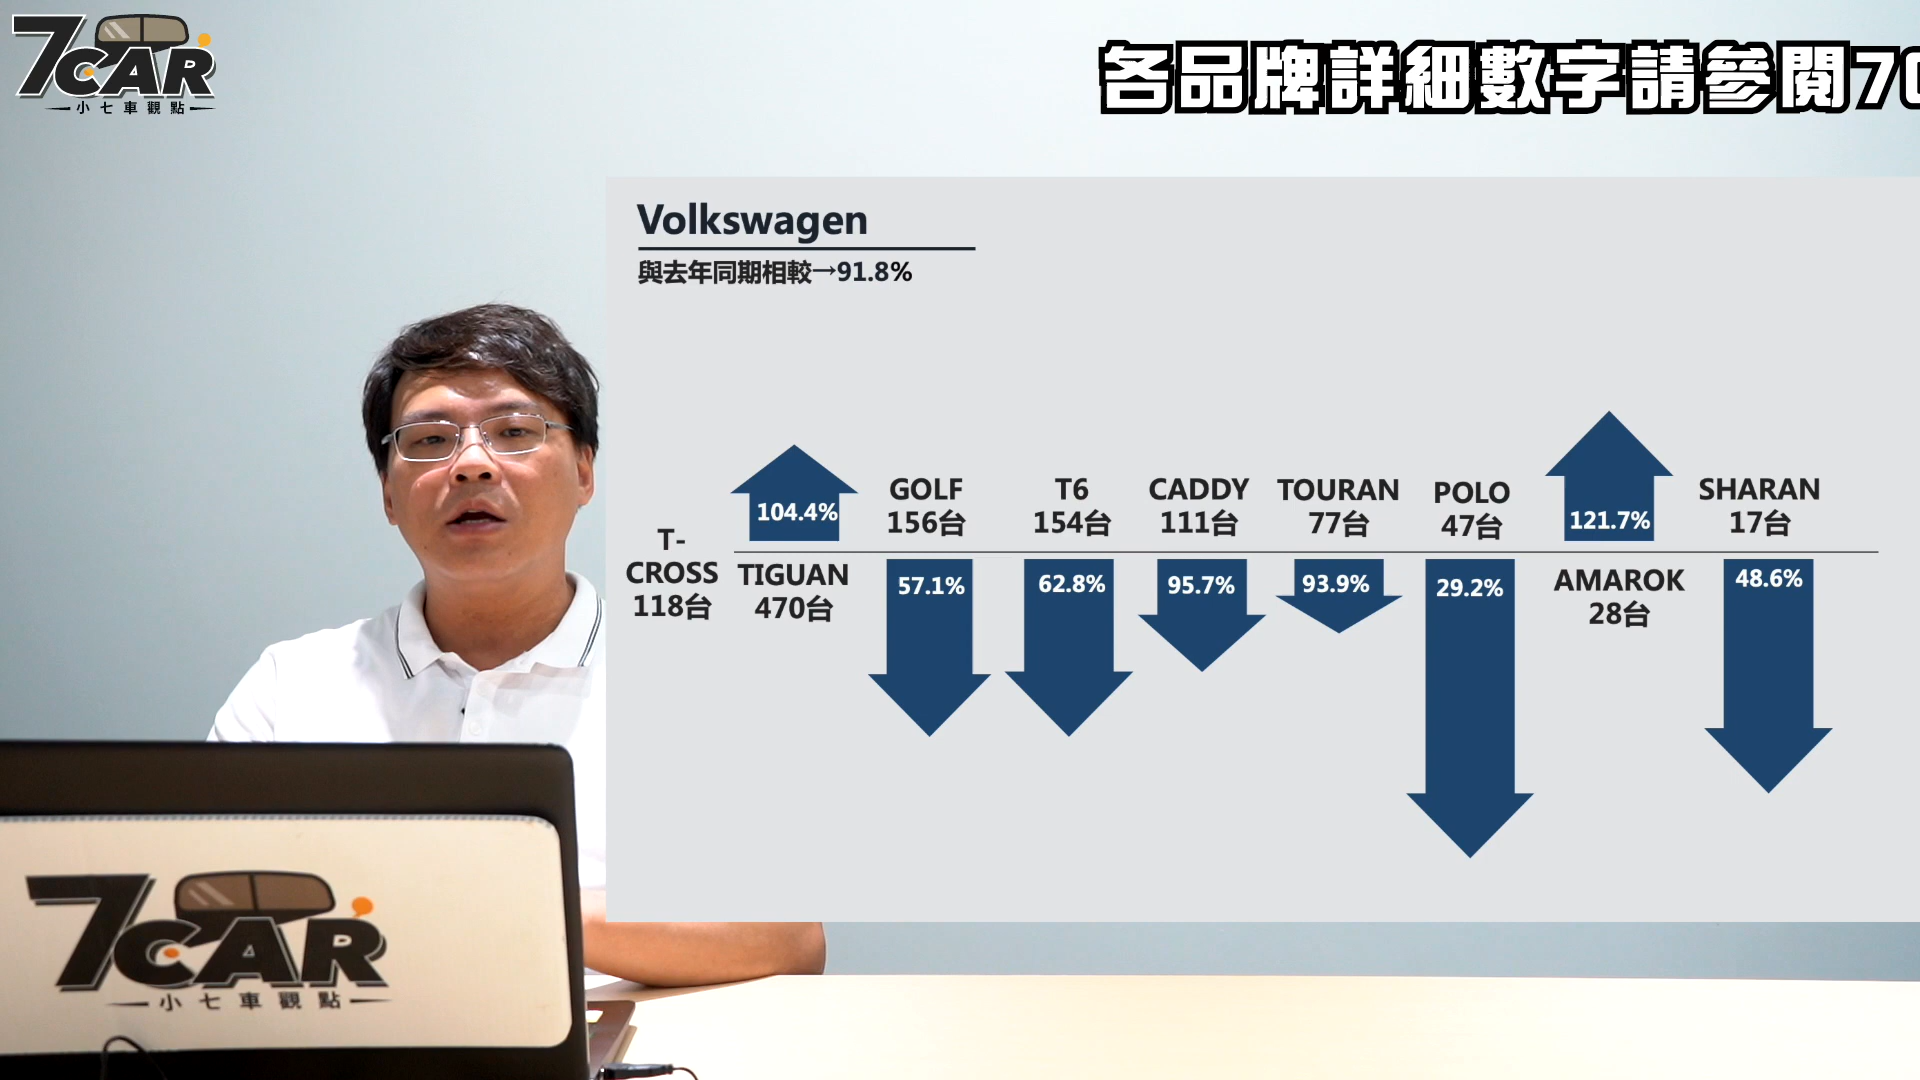 7CAR
小七車觀點
各品牌詳細數字請參閱7C
Volkswagen
與去年同期相較→91.8%
T-
CROSS
118台
104.4%
TIGUAN
470台
GOLF
156台
57.1%
T6
154台
62.8%
CADDY
111台
95.7%
TOURAN
77台
93.9%
POLO
47台
29.2%
121.7%
AMAROK
28台
SHARAN
17台
48.6%
7CAR
小七車觀點